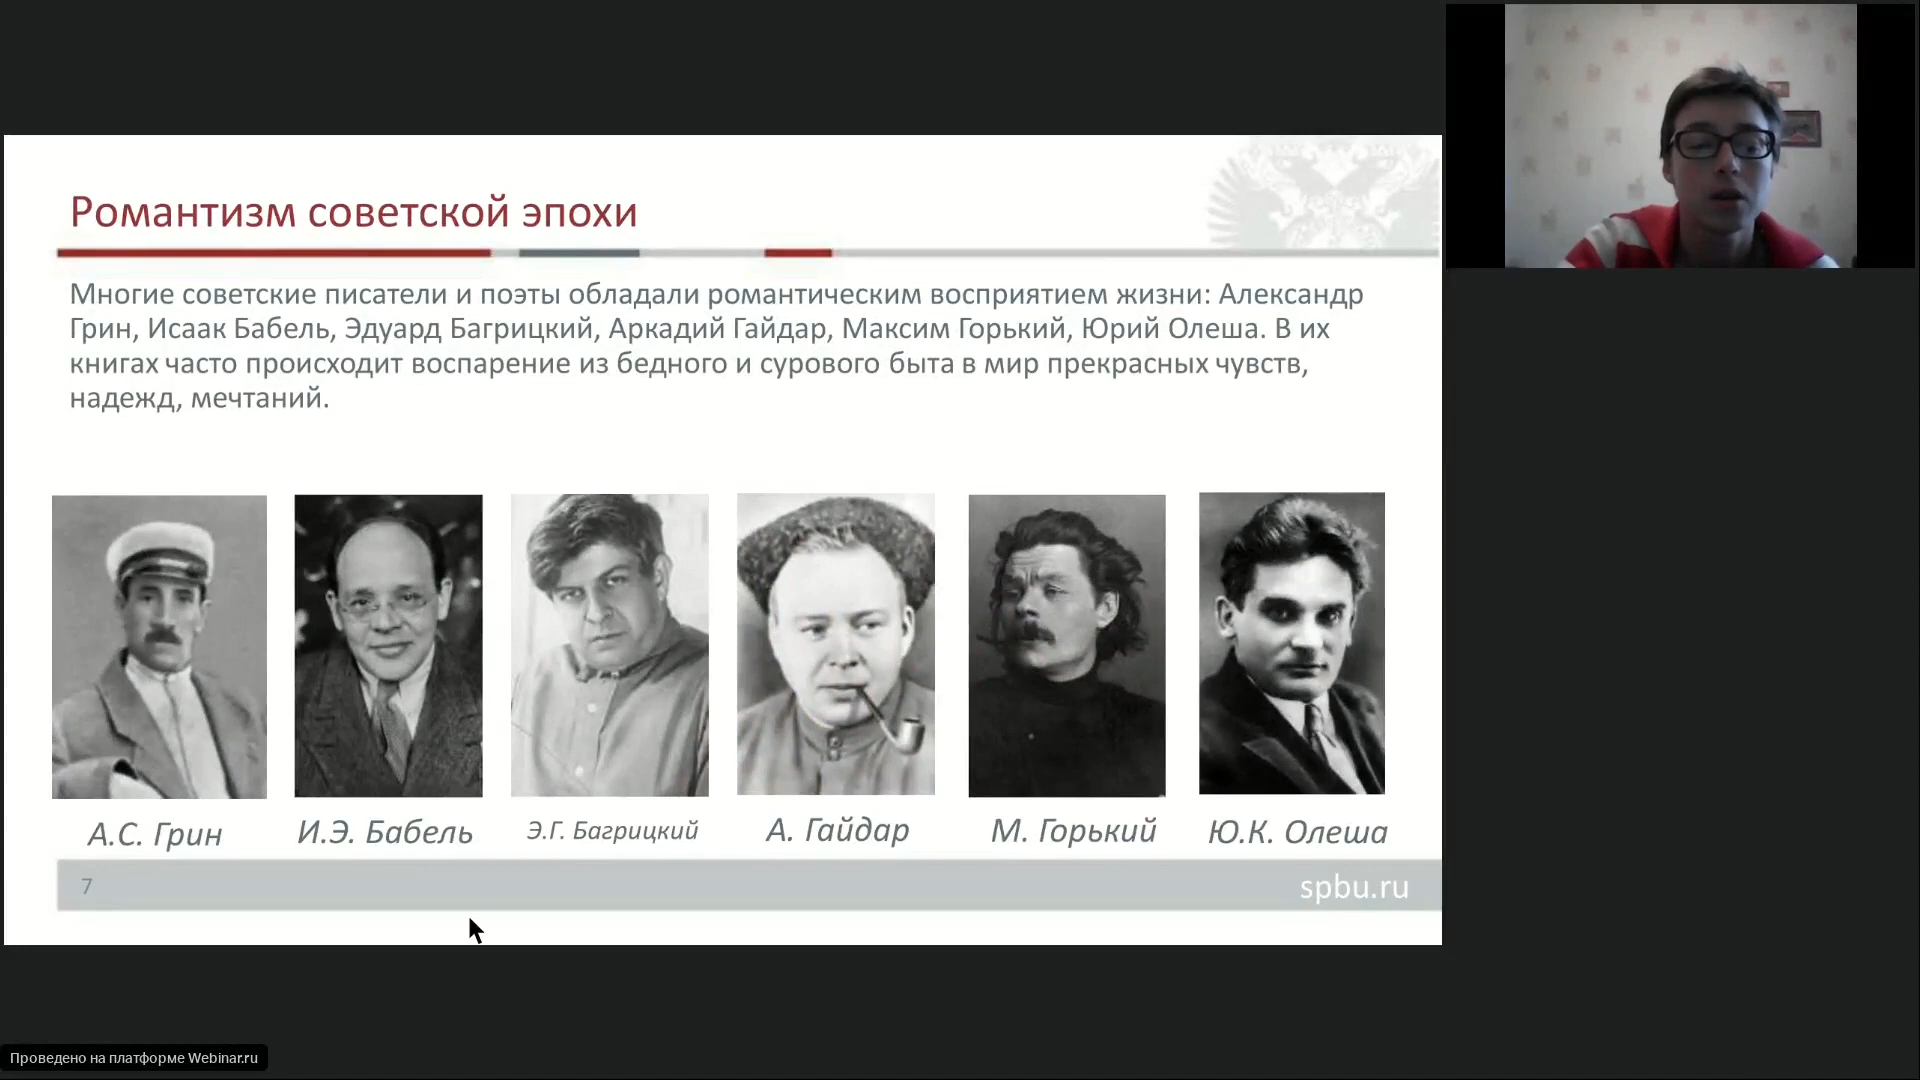 Романтизм советской эпохи
Многие советские писатели и поэты обладали романтическим восприятием жизни: Александр
Грин, Исаак Бабель, Эдуард Багрицкий, Аркадий Гайдар, Максим Горький, Юрий Олеша. В их
книгах часто происходит воспарение из бедного и сурового быта в мир прекрасных чувств,
надежд, мечтаний.
А.С. Грин
И.Э. Бабель
Э.Г. Багрицкий
А. Гайдар
М. Горький
Ю.К. Олеша
7
spbu.ru
Проведено на платформе Webinar.ru